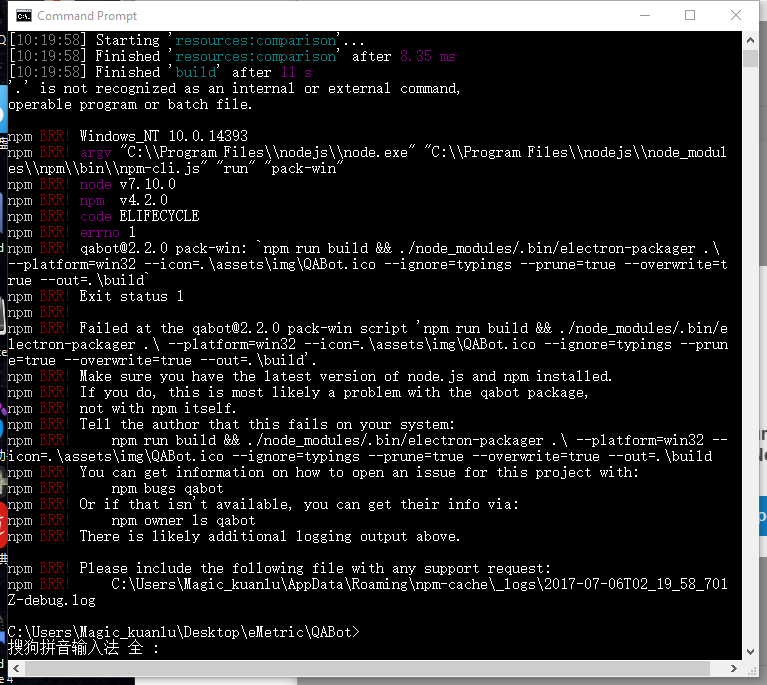 Command Prompt
[10:19:58] Starting 'resources:comparison'...
[10:19:58] Finished 'resources:comparison' after 8.35 ms
[10:19:58] Finished 'build' after 11 s
'.' is not recognized as an internal or external command,
operable program or batch file.
npm ERR! Windows_NT 10.0.14393
npm ERR! argv "C:\\Program Files\\nodejs\\node.exe" "C:\\Program Files\\nodejs\\node_modul
es\\npm\\bin\\npm-cli.js" "run" "pack-win"
npm ERR! node v7.10.0
npm ERR! npm  v4.2.0
npm ERR! code ELIFECYCLE
npm ERR! errno 1
npm ERR! qabot@2.2.0 pack-win: `npm run build && ./node_modules/.bin/electron-packager .\
--platform=win32 --icon=.\assets\img\QABot.ico --ignore=typings --prune=true --overwrite=t
rue --out=.\build`
npm ERR! Exit status 1
npm ERR!
npm ERR! Failed at the qabot@2.2.0 pack-win script 'npm run build && ./node_modules/.bin/e
lectron-packager .\ --platform=win32 --icon=.\assets\img\QABot.ico --ignore=typings --prun
e=true --overwrite=true --out=.\build'.
npm ERR! Make sure you have the latest version of node.js and npm installed.
npm ERR! If you do, this is most likely a problem with the qabot package,
npm ERR! not with npm itself.
npm ERR! Tell the author that this fails on your system:
npm ERR!     npm run build && ./node_modules/.bin/electron-packager .\ --platform=win32 --
icon=.\assets\img\QABot.ico --ignore=typings --prune=true --overwrite=true --out=.\build
npm ERR! You can get information on how to open an issue for this project with:
npm ERR!     npm bugs qabot
npm ERR! Or if that isn't available, you can get their info via:
npm ERR!     npm owner ls qabot
npm ERR! There is likely additional logging output above.
npm ERR! Please include the following file with any support request:
npm ERR!     C:\Users\Magic_kuanlu\AppData\Roaming\npm-cache\_logs\2017-07-06T02_19_58_701
Z-debug.log
C:\Users\Magic_kuanlu\Desktop\eMetric\QABot>
搜狗拼音输入法 全 :